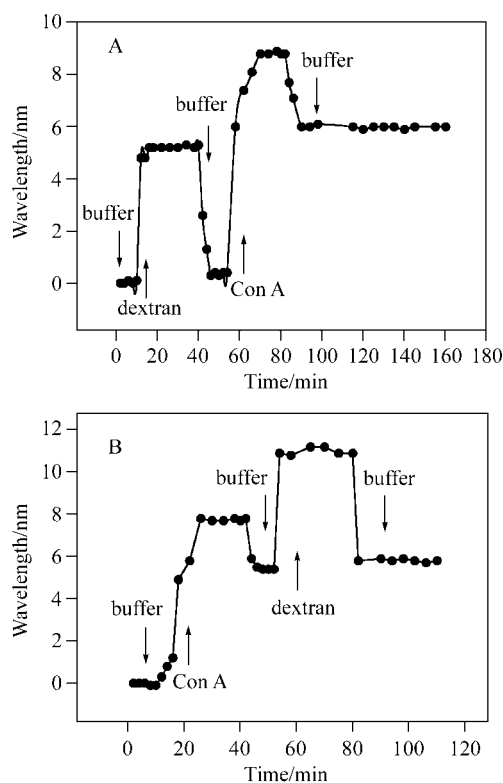 A
10
8
6
4
2
0
Wavelength/nm
buffer
dextran
buffer
Con A
buffer
0 20 40 60 80 100 120 140 160 180
Time/min
B
12
10
8
6
4
2
0
Wavelength/nm
buffer
Con A
buffer
dextran
buffer
0 20 40 60 80 100 120
Time/min